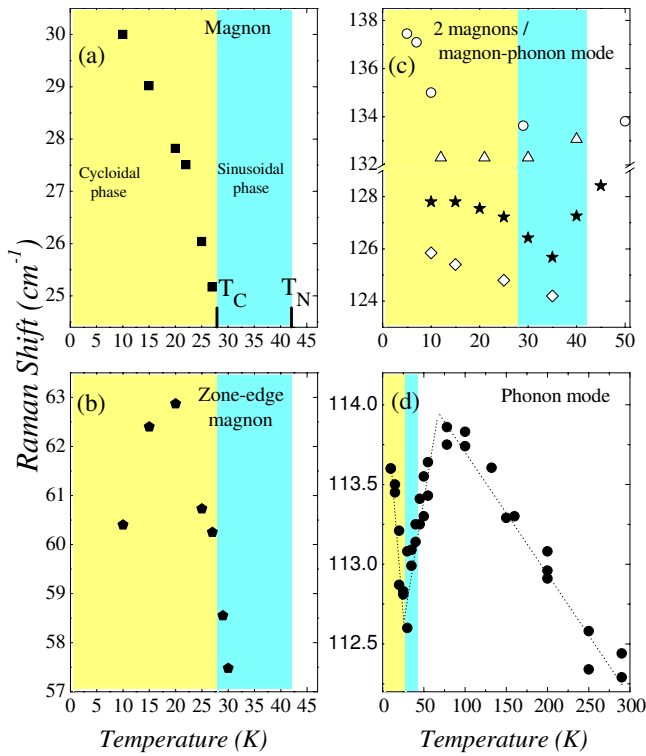 Raman Shift (cm⁻¹)
(a)
Magnon
Cycloidal
phase
Sinusoidal
phase
T_C
T_N
30
29
28
27
26
25
0 5 10 15 20 25 30 35 40 45
(c)
2 magnons /
magnon-phonon mode
138
136
134
132
128
126
124
0 10 20 30 40 50
(b)
Zone-edge
magnon
63
62
61
60
59
58
57
0 5 10 15 20 25 30 35 40 45
Temperature (K)
(d)
Phonon mode
114.0
113.5
113.0
112.5
0 50 100 150 200 250 300
Temperature (K)